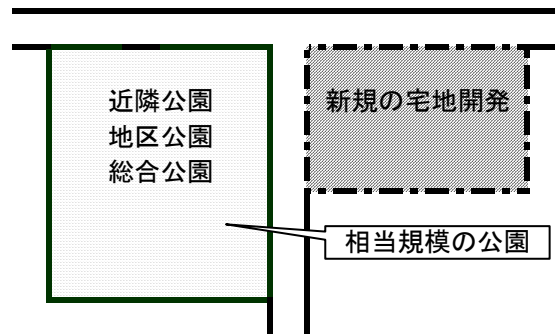 近隣公園
地区公園
総合公園
新規の宅地開発
相当規模の公園